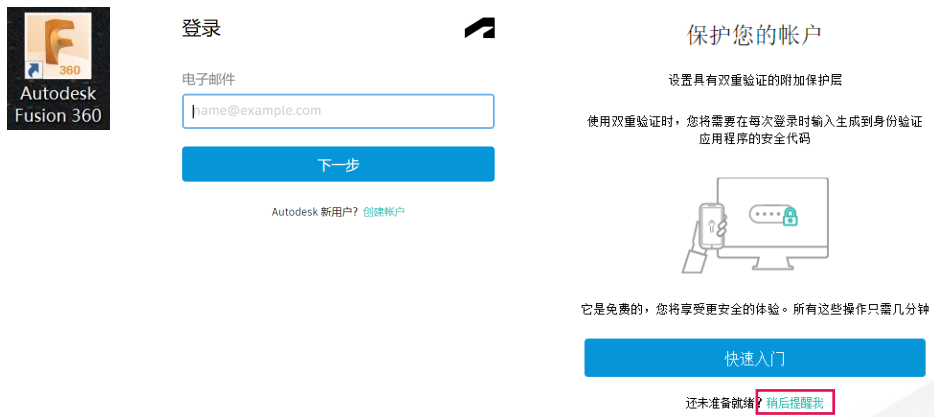 360
Autodesk
Fusion 360
登录
电子邮件
name@example.com
下一步
Autodesk 新用户? 创建帐户
保护您的帐户
设置具有双重验证的附加保护层
使用双重验证时，您将需要在每次登录时输入生成到身份验证
应用程序的安全代码
它是免费的，您将享受更安全的体验。所有这些操作只需几分钟
快速入门
还未准备就绪? 稍后提醒我